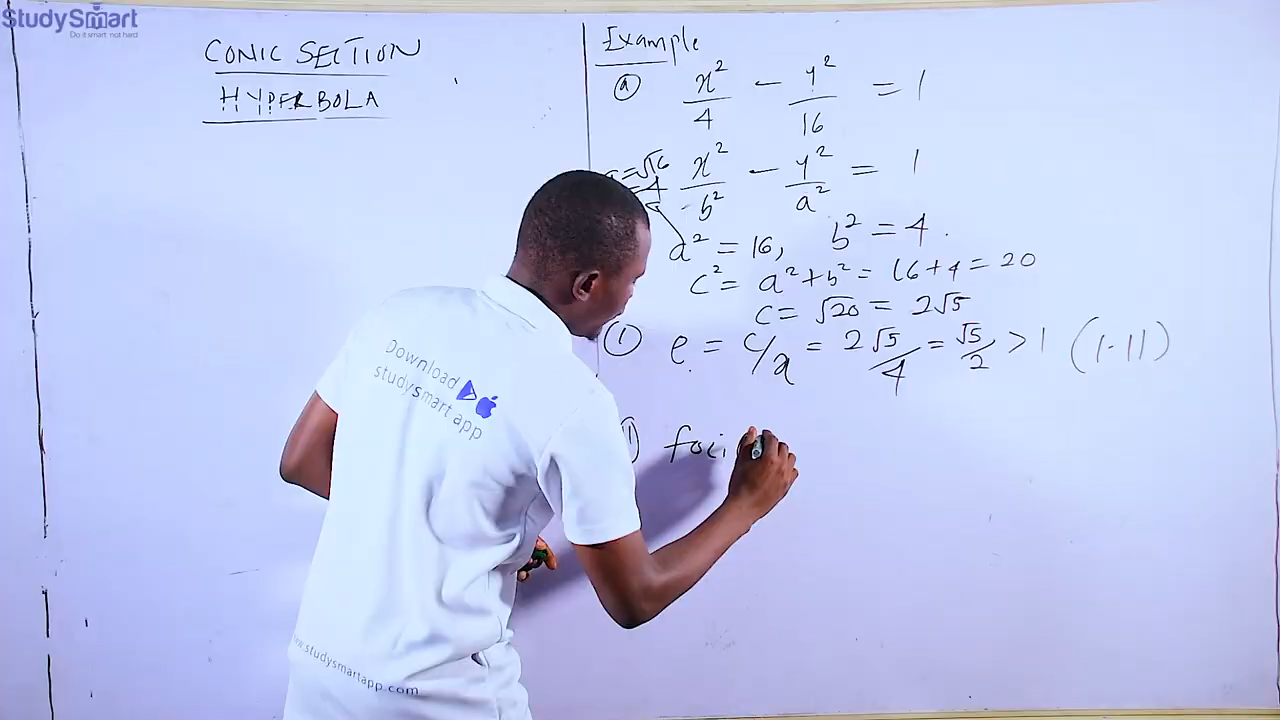 StudySmart
Do it smart, not hard
CONIC SECTION
HYPERBOLA
Example
(a) x²/4 − y²/16 = 1
x²/b² − y²/a² = 1
=√16
= 4
a² = 16, b² = 4.
c² = a² + b² = 16 + 4 = 20
c = √20 = 2√5
(1) e = c/a = 2√5/4 = √5/2 > 1 (1.11)
foci
Download
studysmart app
www.studysmartapp.com